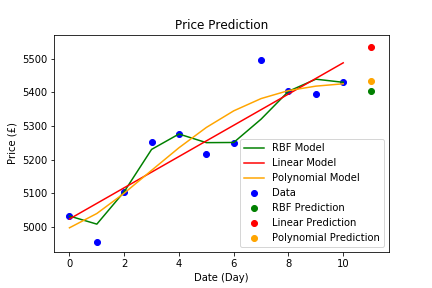 Price Prediction
Price (£)
5500
5400
5300
5200
5100
5000
0 2 4 6 8 10
Date (Day)
RBF Model
Linear Model
Polynomial Model
Data
RBF Prediction
Linear Prediction
Polynomial Prediction